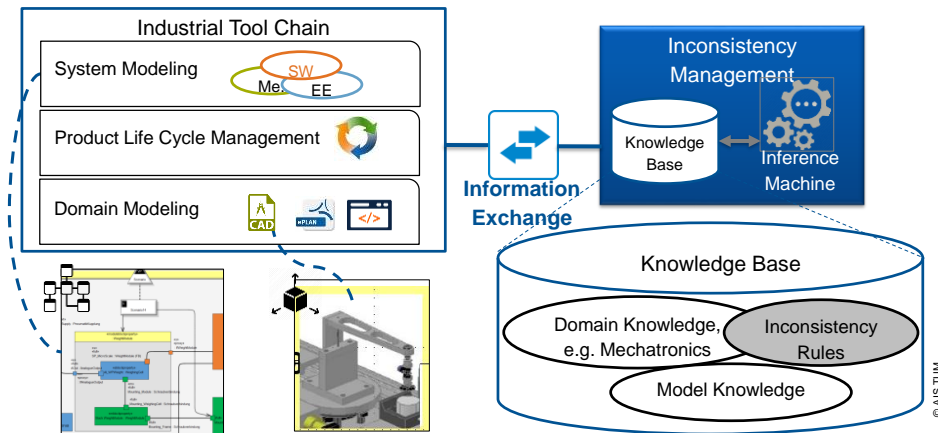 Industrial Tool Chain
System Modeling
SW
Me.
EE
Product Life Cycle Management
Domain Modeling
CAD
</>
Information
Exchange
Inconsistency
Management
Knowledge
Base
Inference
Machine
Knowledge Base
Domain Knowledge,
e.g. Mechatronics
Inconsistency
Rules
Model Knowledge
© AIS TUM